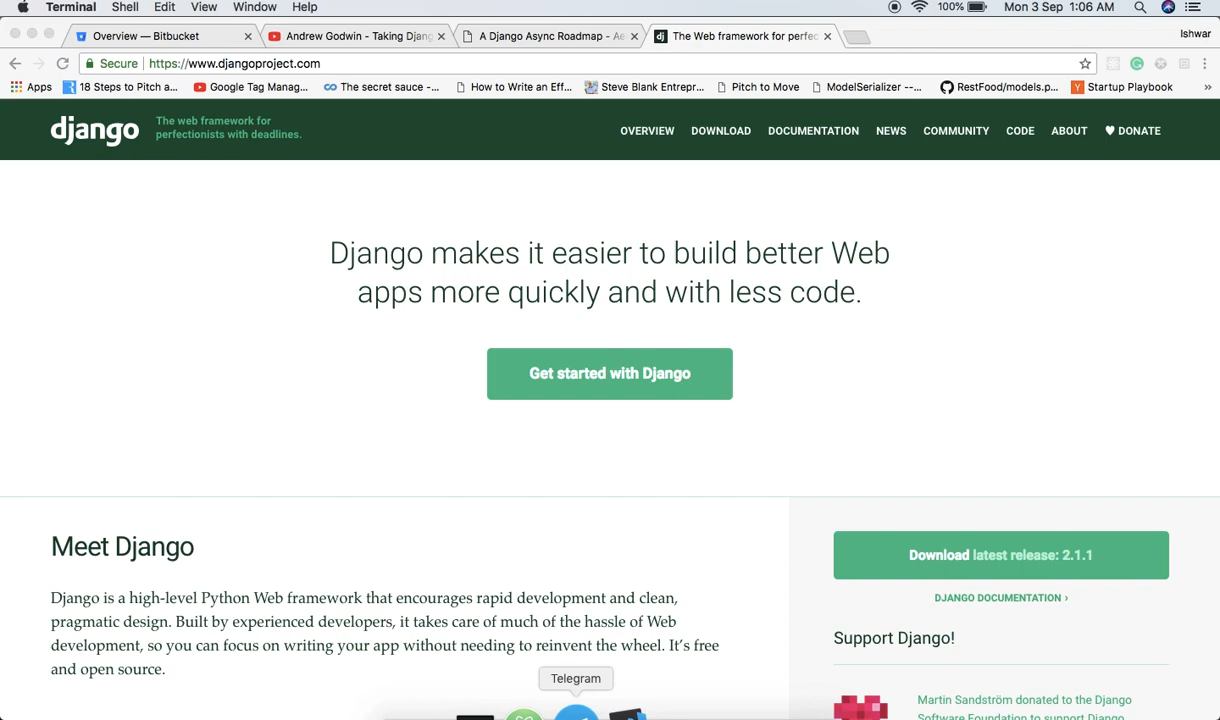 Terminal Shell Edit View Window Help 100% Mon 3 Sep 1:06 AM
Overview — Bitbucket Andrew Godwin - Taking Djang A Django Async Roadmap - Ae The Web framework for perfec Ishwar
Secure https://www.djangoproject.com
Apps 18 Steps to Pitch a... Google Tag Manag... The secret sauce -... How to Write an Eff... Steve Blank Entrepr... Pitch to Move ModelSerializer --... RestFood/models.p... Startup Playbook »
django The web framework for
perfectionists with deadlines.
OVERVIEW DOWNLOAD DOCUMENTATION NEWS COMMUNITY CODE ABOUT ♥ DONATE
Django makes it easier to build better Web
apps more quickly and with less code.
Get started with Django
Meet Django
Django is a high-level Python Web framework that encourages rapid development and clean,
pragmatic design. Built by experienced developers, it takes care of much of the hassle of Web
development, so you can focus on writing your app without needing to reinvent the wheel. It's free
and open source.
Download latest release: 2.1.1
DJANGO DOCUMENTATION ›
Support Django!
Martin Sandström donated to the Django
Software Foundation to support Django
Telegram